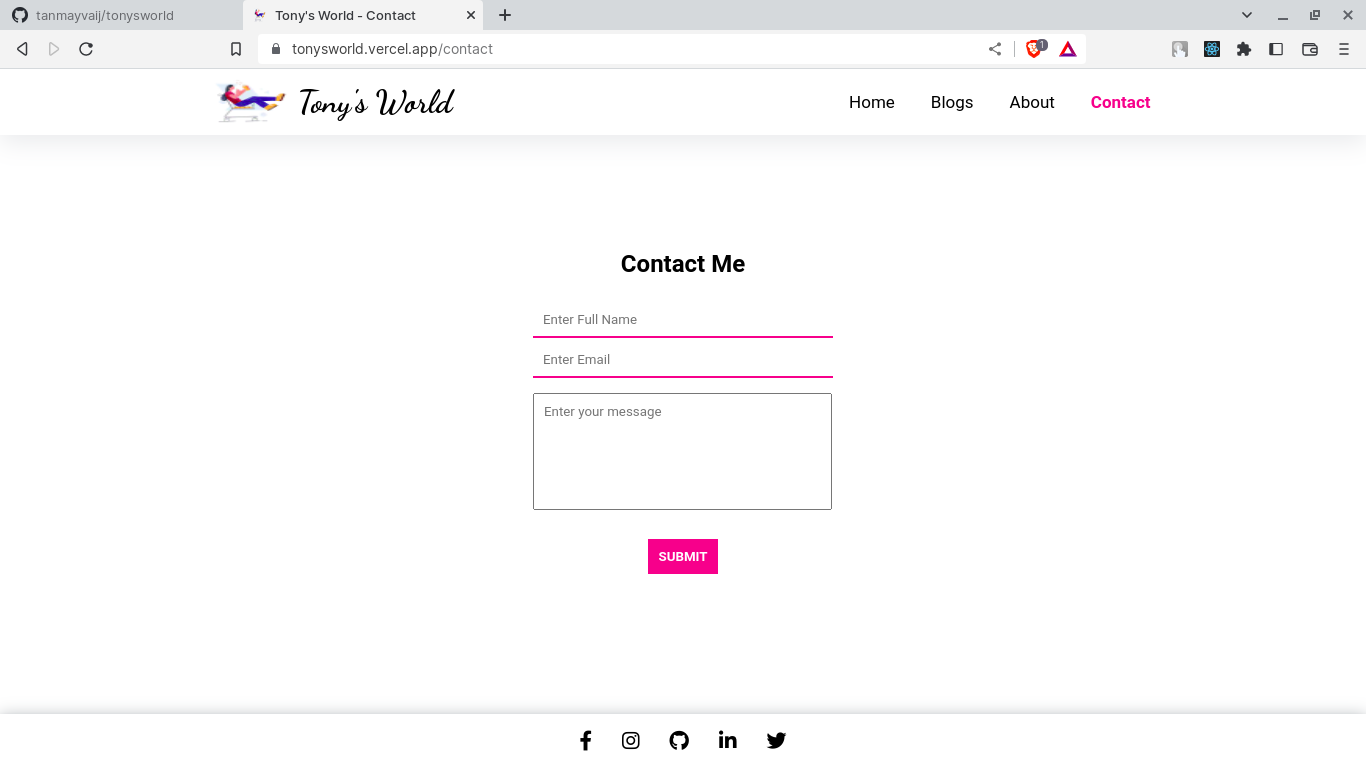 tanmayvaij/tonysworld
Tony's World - Contact
tonysworld.vercel.app/contact
1
Tony's World
Home Blogs About Contact
Contact Me
Enter Full Name
Enter Email
Enter your message
SUBMIT